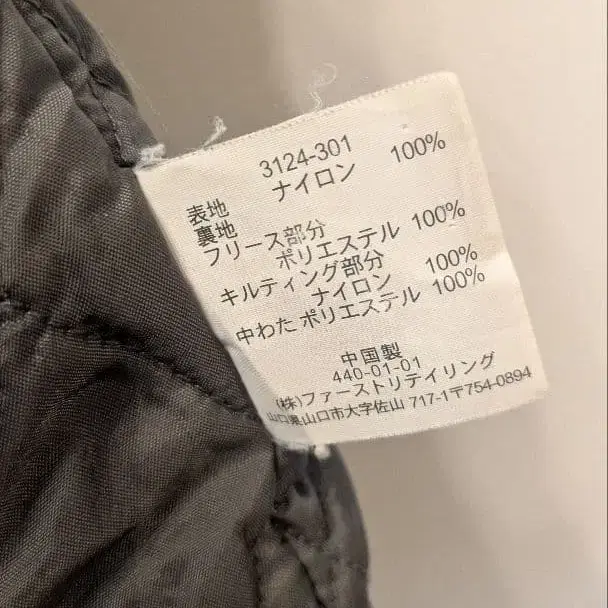 3124-301
表地 ナイロン 100%
裏地
フリース部分
ポリエステル 100%
キルティング部分
ナイロン 100%
中わた ポリエステル 100%
中国製
440-01-01
(株)ファーストリテイリング
山口県山口市大字佐山 717-1〒754-0894